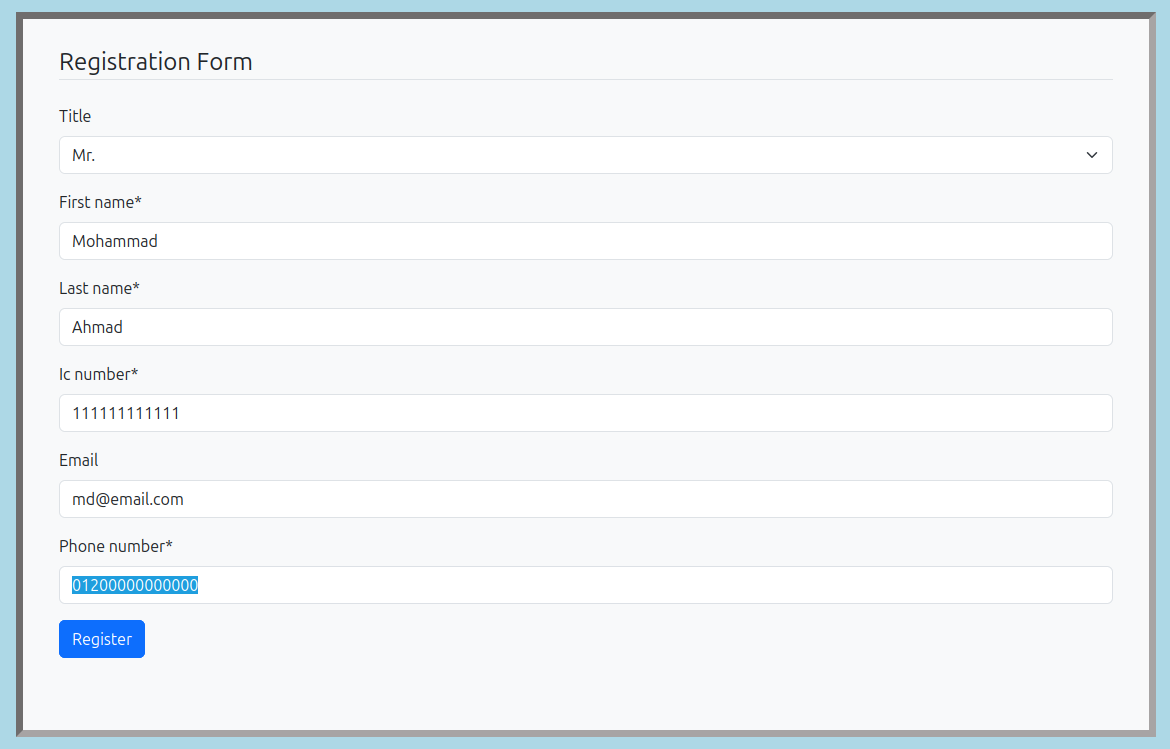 Registration Form
Title
Mr.
First name*
Mohammad
Last name*
Ahmad
Ic number*
111111111111
Email
md@email.com
Phone number*
01200000000000
Register